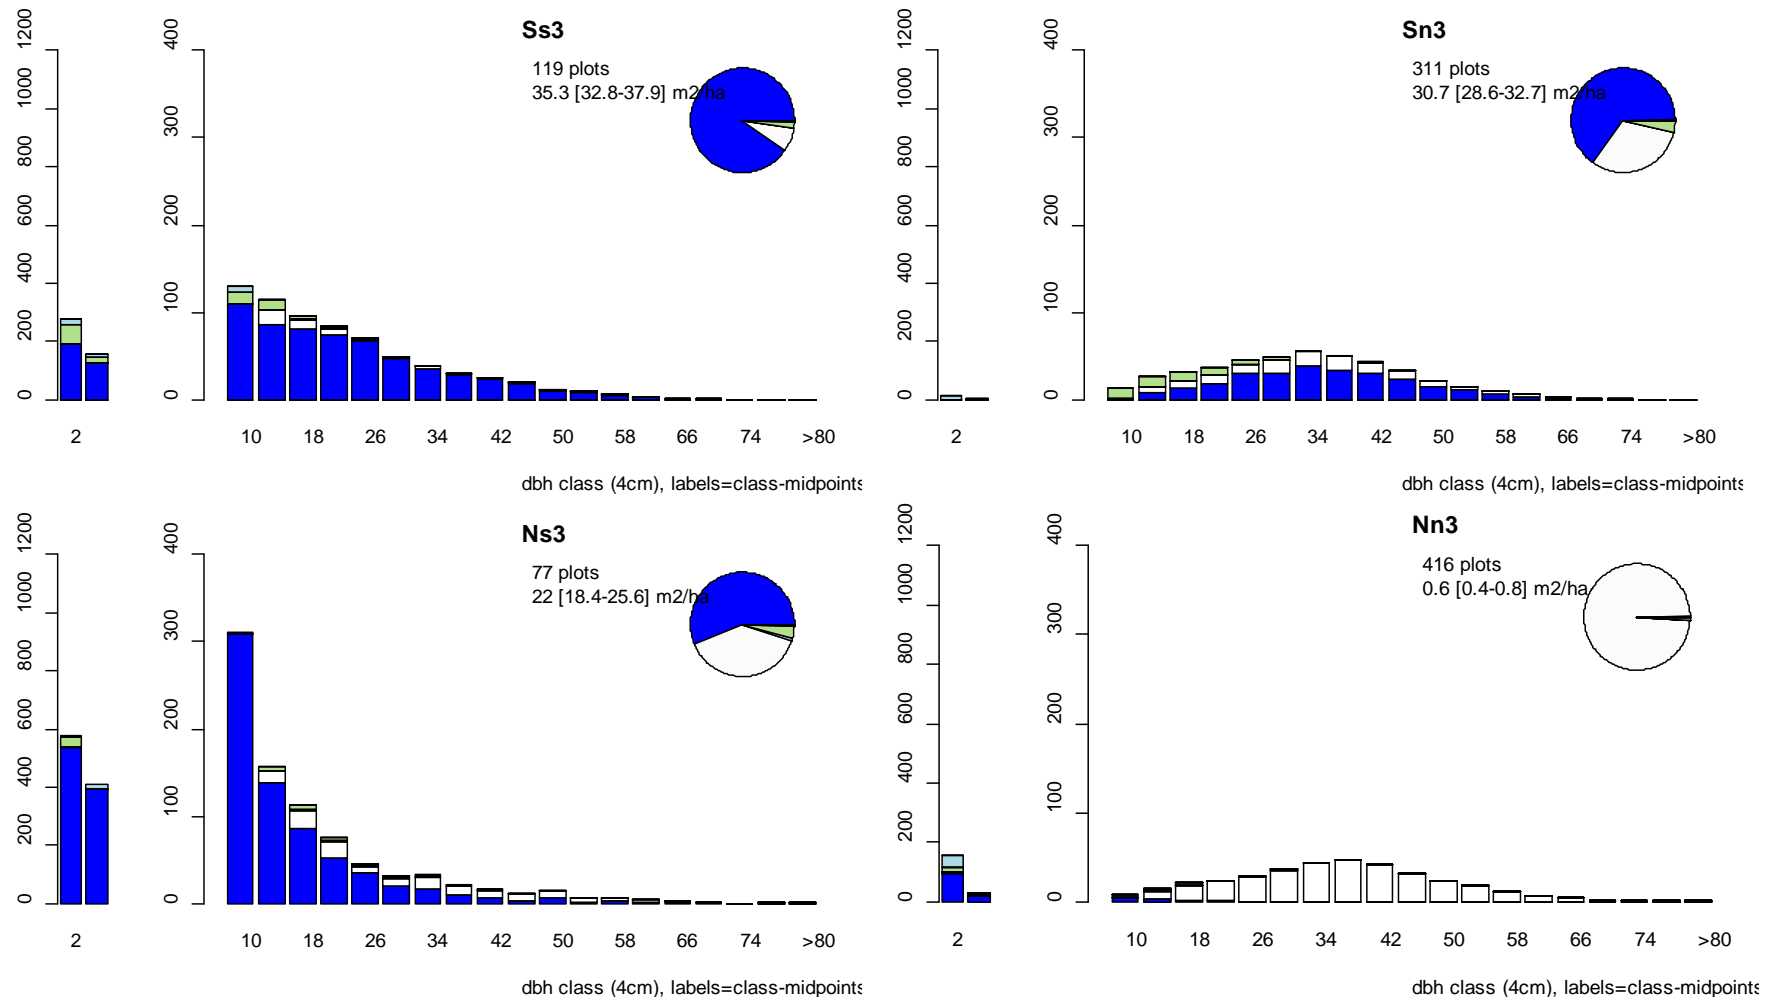 Ss3
119 plots
35.3 [32.8-37.9] m2/ha
0 200 400 600 800 1000 1200
0 100 200 300 400
2
10 18 26 34 42 50 58 66 74 >80
dbh class (4cm), labels=class-midpoints
Sn3
311 plots
30.7 [28.6-32.7] m2/ha
0 200 400 600 800 1000 1200
0 100 200 300 400
2
10 18 26 34 42 50 58 66 74 >80
dbh class (4cm), labels=class-midpoints
Ns3
77 plots
22 [18.4-25.6] m2/ha
0 200 400 600 800 1000 1200
0 100 200 300 400
2
10 18 26 34 42 50 58 66 74 >80
dbh class (4cm), labels=class-midpoints
Nn3
416 plots
0.6 [0.4-0.8] m2/ha
0 200 400 600 800 1000 1200
0 100 200 300 400
2
10 18 26 34 42 50 58 66 74 >80
dbh class (4cm), labels=class-midpoints